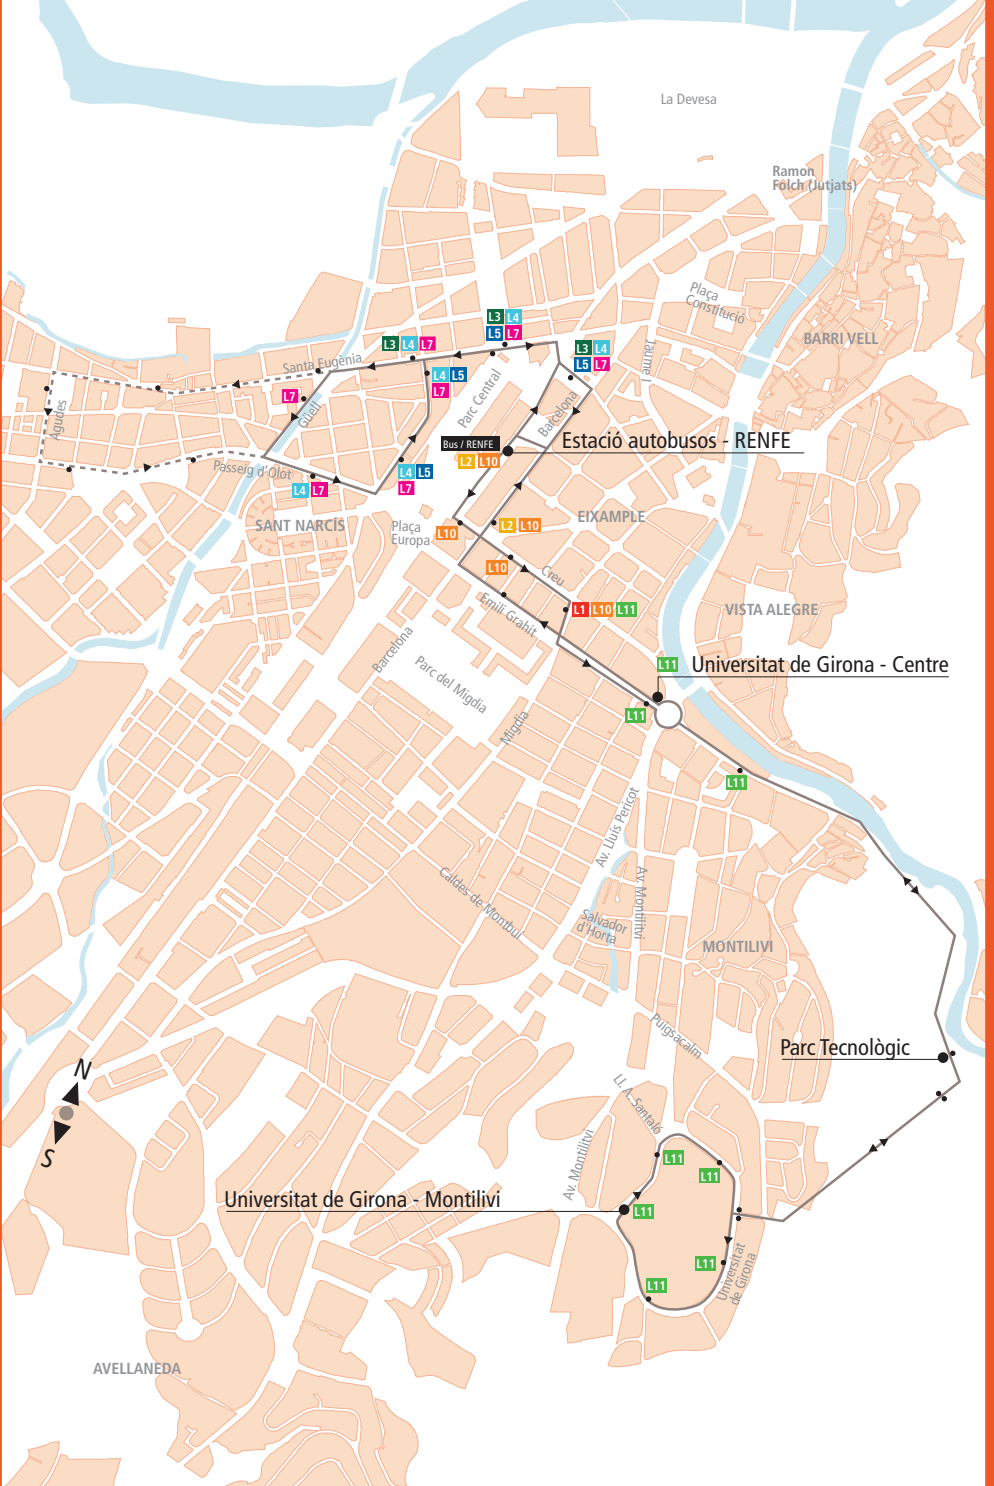 La Devesa
Ramon
Folch (Jutjats)
Plaça
Constitució
BARRI VELL
L3 L4
L5 L7
L3 L4 L7
L3 L4
L5 L7
Jaume I
Santa Eugènia
L4 L5
L7
Parc Central
L7
Güell
Agudes
Barcelona
Bus / RENFE
Estació autobusos - RENFE
L2 L10
Passeig d'Olot
L4 L5
L7
L4 L7
SANT NARCÍS
Plaça
Europa
L10
L2 L10
EIXAMPLE
L10
Creu
Emili Grahit
L1 L10 L11
VISTA ALEGRE
Barcelona
Parc del Migdia
L11
Universitat de Girona - Centre
L11
Migdia
L11
Av. Lluís Pericot
Caldes de Montbui
Av. Montilivi
Salvador
d'Horta
MONTILIVI
Puigsacalm
Parc Tecnològic
N
S
Ll. A. Santaló
Av. Montilivi
L11
L11
Universitat de Girona - Montilivi
L11
L11
L11
Universitat
de Girona
AVELLANEDA